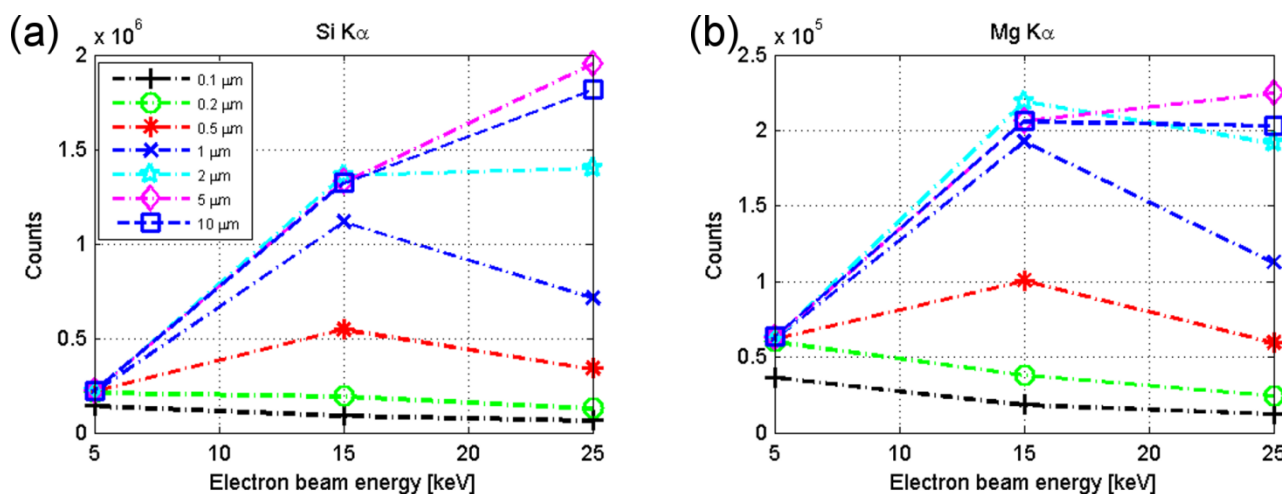 (a)
x 10^6
Si Kα
2
1.5
1
0.5
0
Counts
0.1 μm
0.2 μm
0.5 μm
1 μm
2 μm
5 μm
10 μm
5
10
15
20
25
Electron beam energy [keV]
(b)
x 10^5
Mg Kα
2.5
2
1.5
1
0.5
0
Counts
5
10
15
20
25
Electron beam energy [keV]